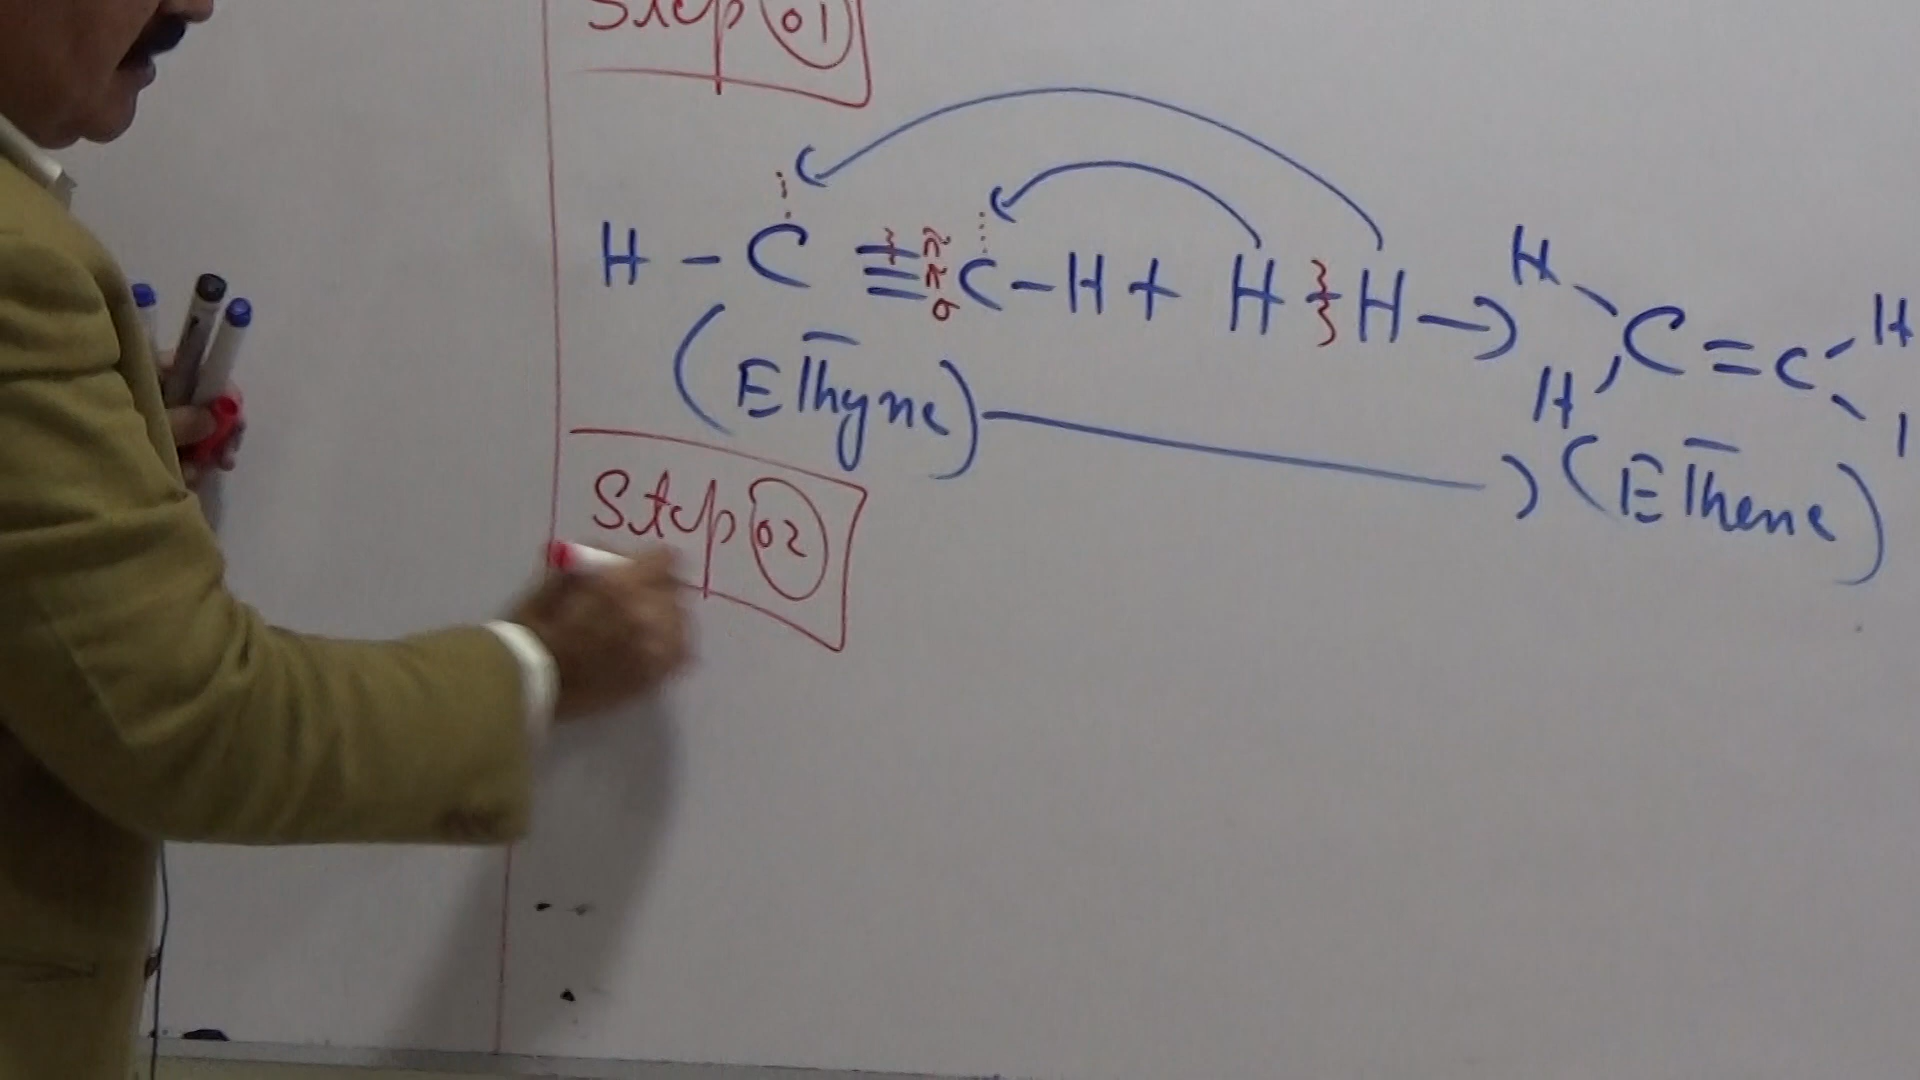 Step 01
H - C ≡ C - H + H ┼ H → H
π
π
σ
H C = C H
(Ethyne) → (Ethene)
Step 02